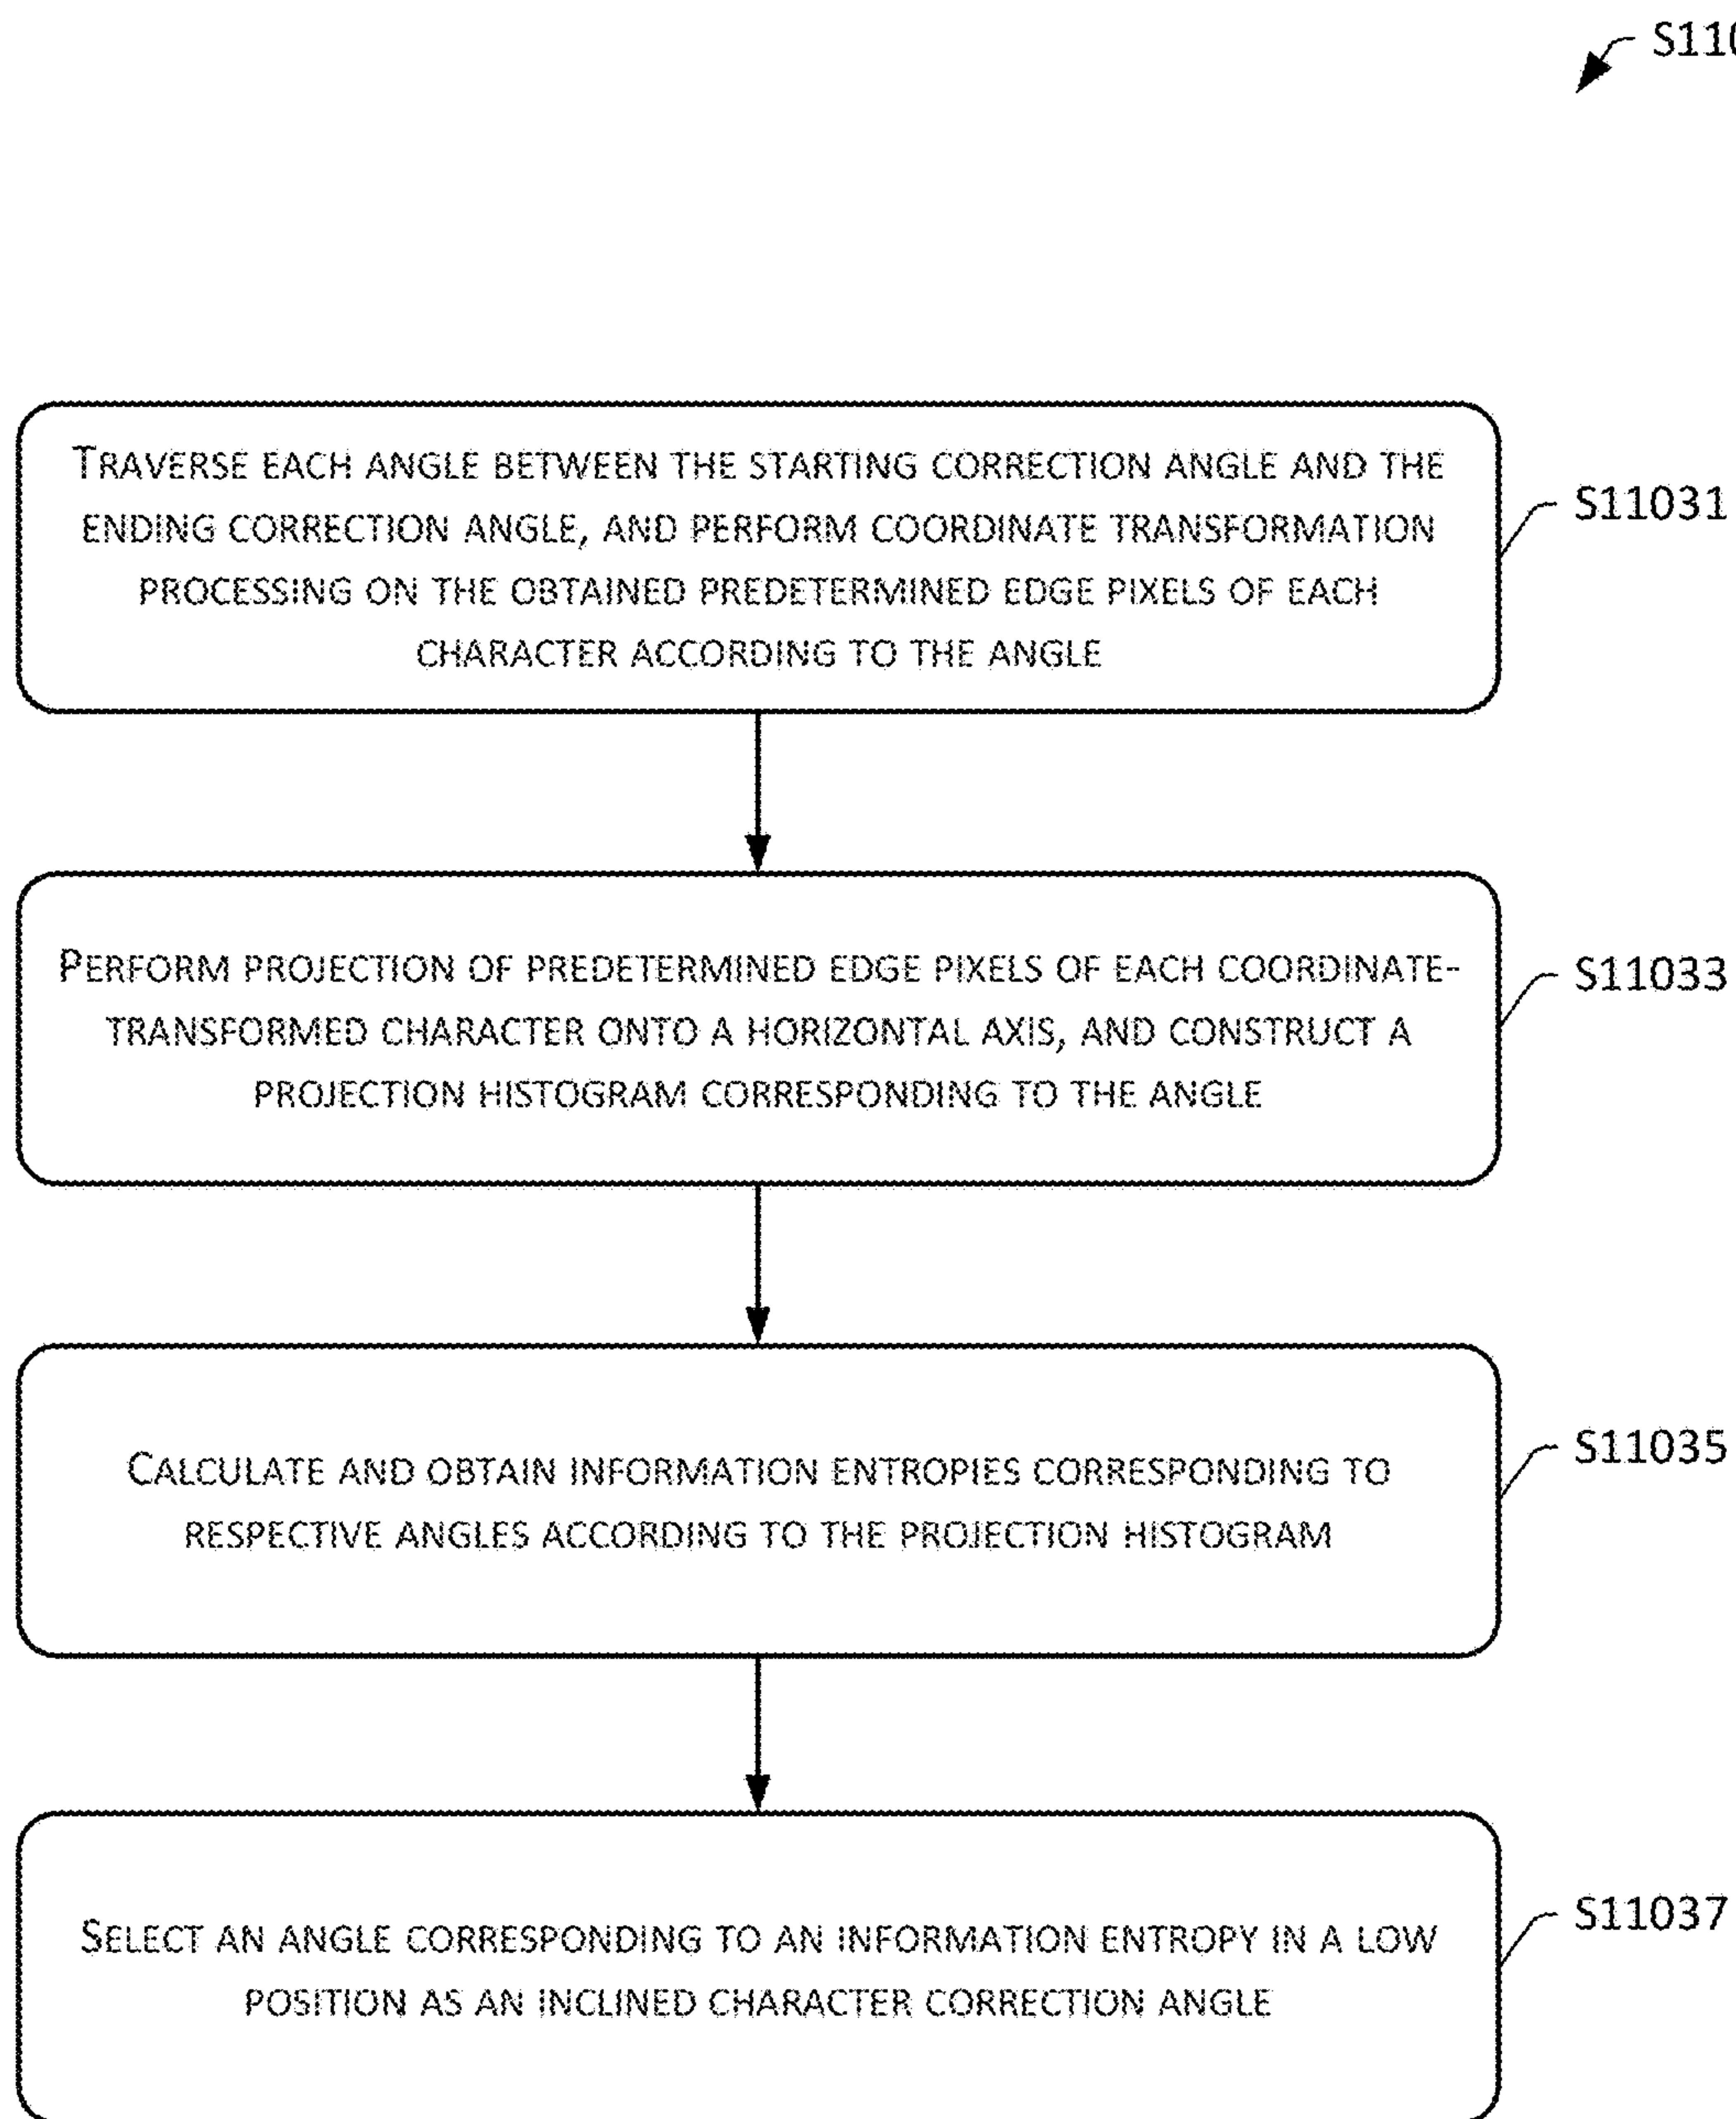 S110
TRAVERSE EACH ANGLE BETWEEN THE STARTING CORRECTION ANGLE AND THE
ENDING CORRECTION ANGLE, AND PERFORM COORDINATE TRANSFORMATION
PROCESSING ON THE OBTAINED PREDETERMINED EDGE PIXELS OF EACH
CHARACTER ACCORDING TO THE ANGLE
S11031
PERFORM PROJECTION OF PREDETERMINED EDGE PIXELS OF EACH COORDINATE-
TRANSFORMED CHARACTER ONTO A HORIZONTAL AXIS, AND CONSTRUCT A
PROJECTION HISTOGRAM CORRESPONDING TO THE ANGLE
S11033
CALCULATE AND OBTAIN INFORMATION ENTROPIES CORRESPONDING TO
RESPECTIVE ANGLES ACCORDING TO THE PROJECTION HISTOGRAM
S11035
SELECT AN ANGLE CORRESPONDING TO AN INFORMATION ENTROPY IN A LOW
POSITION AS AN INCLINED CHARACTER CORRECTION ANGLE
S11037